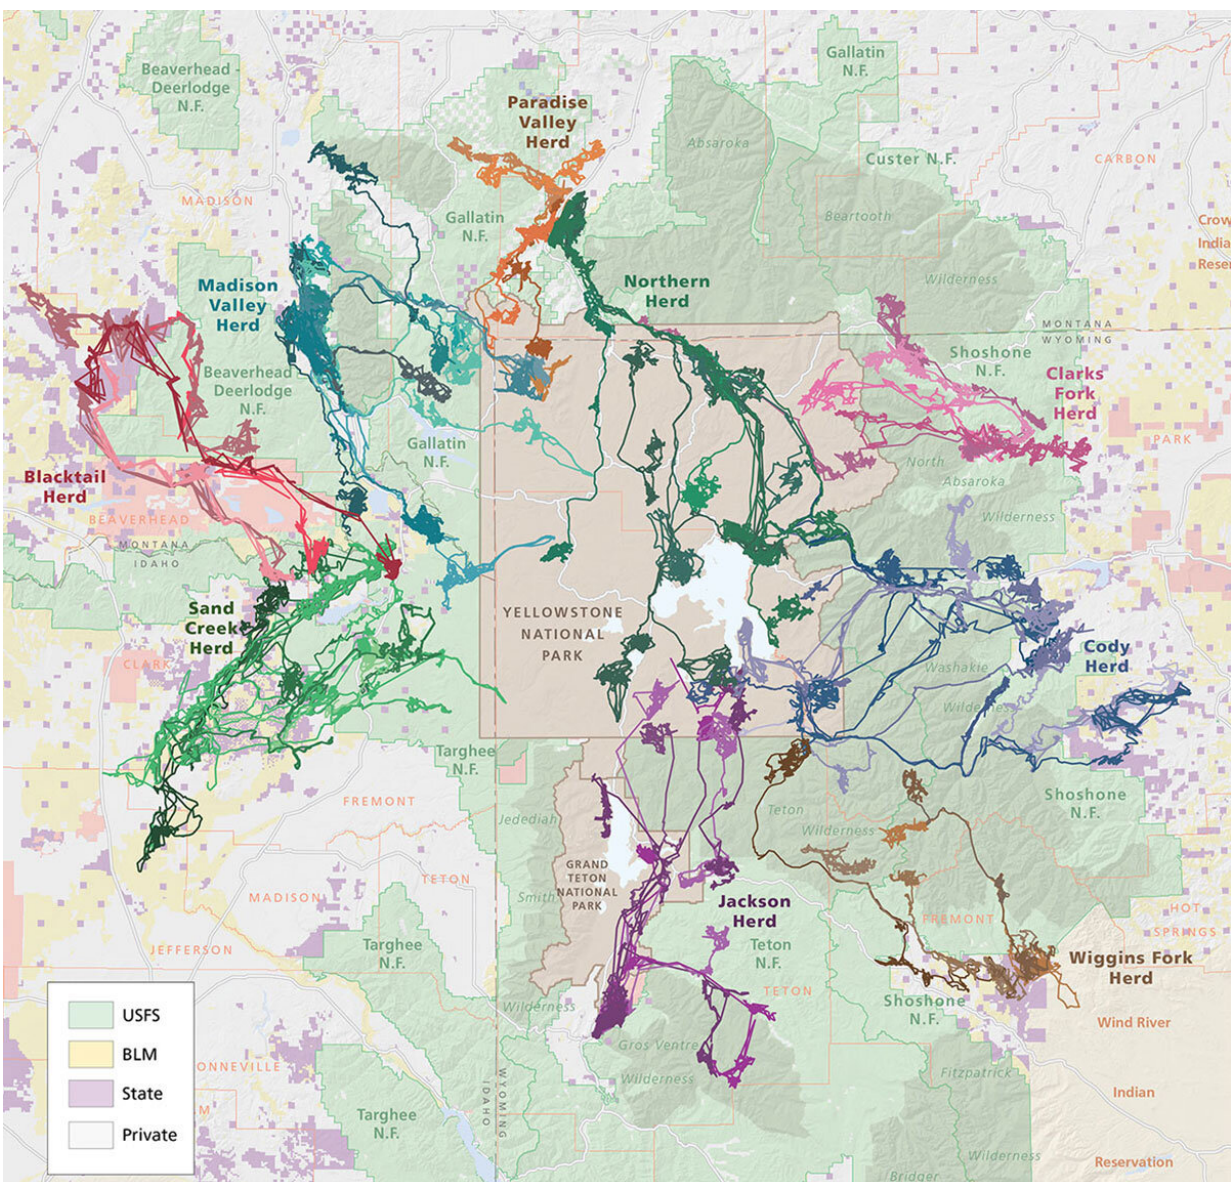 Beaverhead -
Deerlodge
N.F.
Gallatin
N.F.
Paradise
Valley
Herd
Absaroka
Custer N.F.
CARBON
MADISON
Gallatin
N.F.
Beartooth
Crow
India
Reser
Wilderness
Madison
Valley
Herd
Northern
Herd
MONTANA
WYOMING
Shoshone
N.F.
Beaverhead
Deerlodge
N.F.
Clarks
Fork
Herd
Gallatin
N.F.
PARK
North
Absaroka
Wilderness
Blacktail
Herd
BEAVERHEAD
MONTANA
IDAHO
Sand
Creek
Herd
YELLOWSTONE
NATIONAL
PARK
Cody
Herd
CLARK
Washakie
Wilderness
Targhee
N.F.
FREMONT
Shoshone
N.F.
Teton
Wilderness
Jedediah
Smith
GRAND
TETON
NATIONAL
PARK
TETON
MADISON
Jackson
Herd
FREMONT
HOT
SPRINGS
JEFFERSON
Targhee
N.F.
Teton
N.F.
Wiggins Fork
Herd
TETON
Shoshone
N.F.
Wilderness
Wind River
USFS
BLM
State
Private
ONNEVILLE
M
Gros Ventre
Wilderness
Fitzpatrick
Indian
WYOMING
IDAHO
Targhee
N.F.
Wilderness
Reservation
Bridger